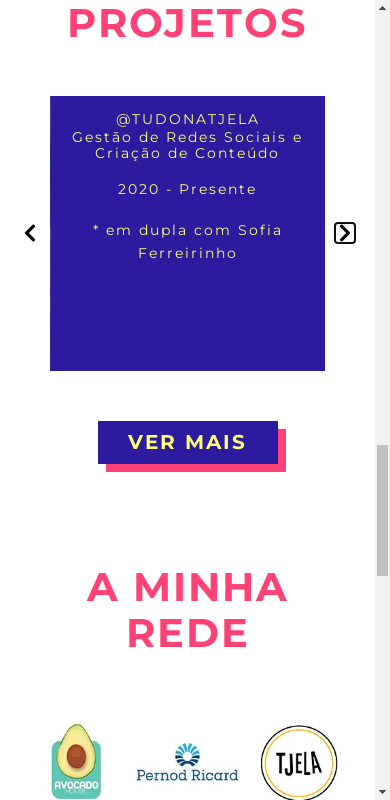 PROJETOS
@TUDONATJELA
Gestão de Redes Sociais e
Criação de Conteúdo
2020 - Presente
* em dupla com Sofia
Ferreirinho
VER MAIS
A MINHA
REDE
AVOCADO
Pernod Ricard
TJELA